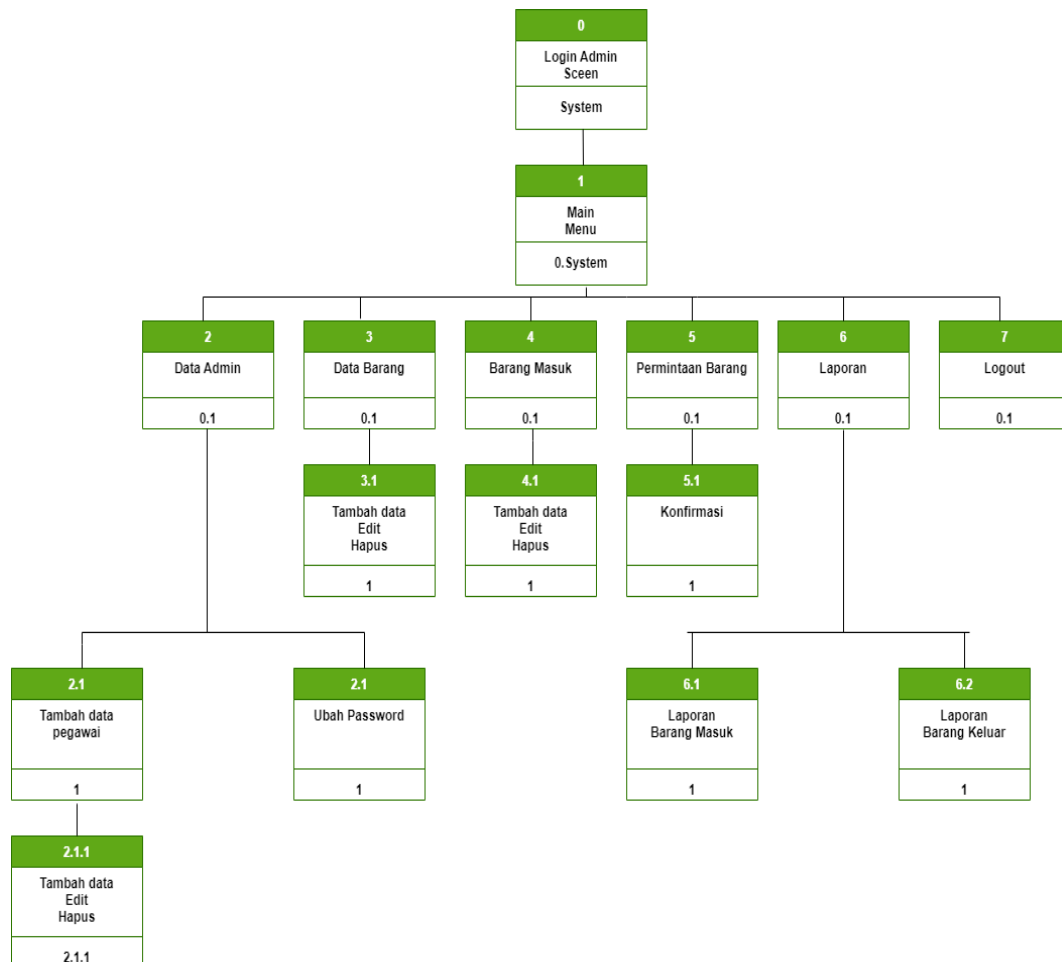 0
Login Admin
Sceen
System
1
Main
Menu
0.System
2
Data Admin
0.1
3
Data Barang
0.1
4
Barang Masuk
0.1
5
Permintaan Barang
0.1
6
Laporan
0.1
7
Logout
0.1
3.1
Tambah data
Edit
Hapus
1
4.1
Tambah data
Edit
Hapus
1
5.1
Konfirmasi
1
2.1
Tambah data
pegawai
1
2.1
Ubah Password
1
6.1
Laporan
Barang Masuk
1
6.2
Laporan
Barang Keluar
1
2.1.1
Tambah data
Edit
Hapus
2.1.1